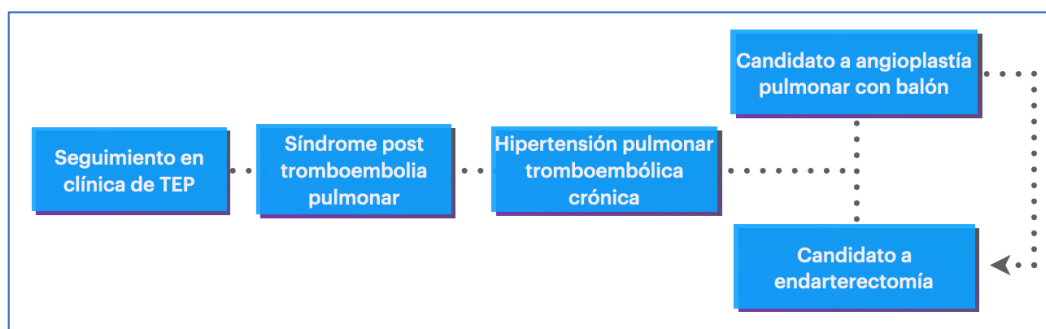 Candidato a angioplastía
pulmonar con balón
Seguimiento en
clínica de TEP
Síndrome post
tromboembolia
pulmonar
Hipertensión pulmonar
tromboembólica
crónica
Candidato a
endarterectomía